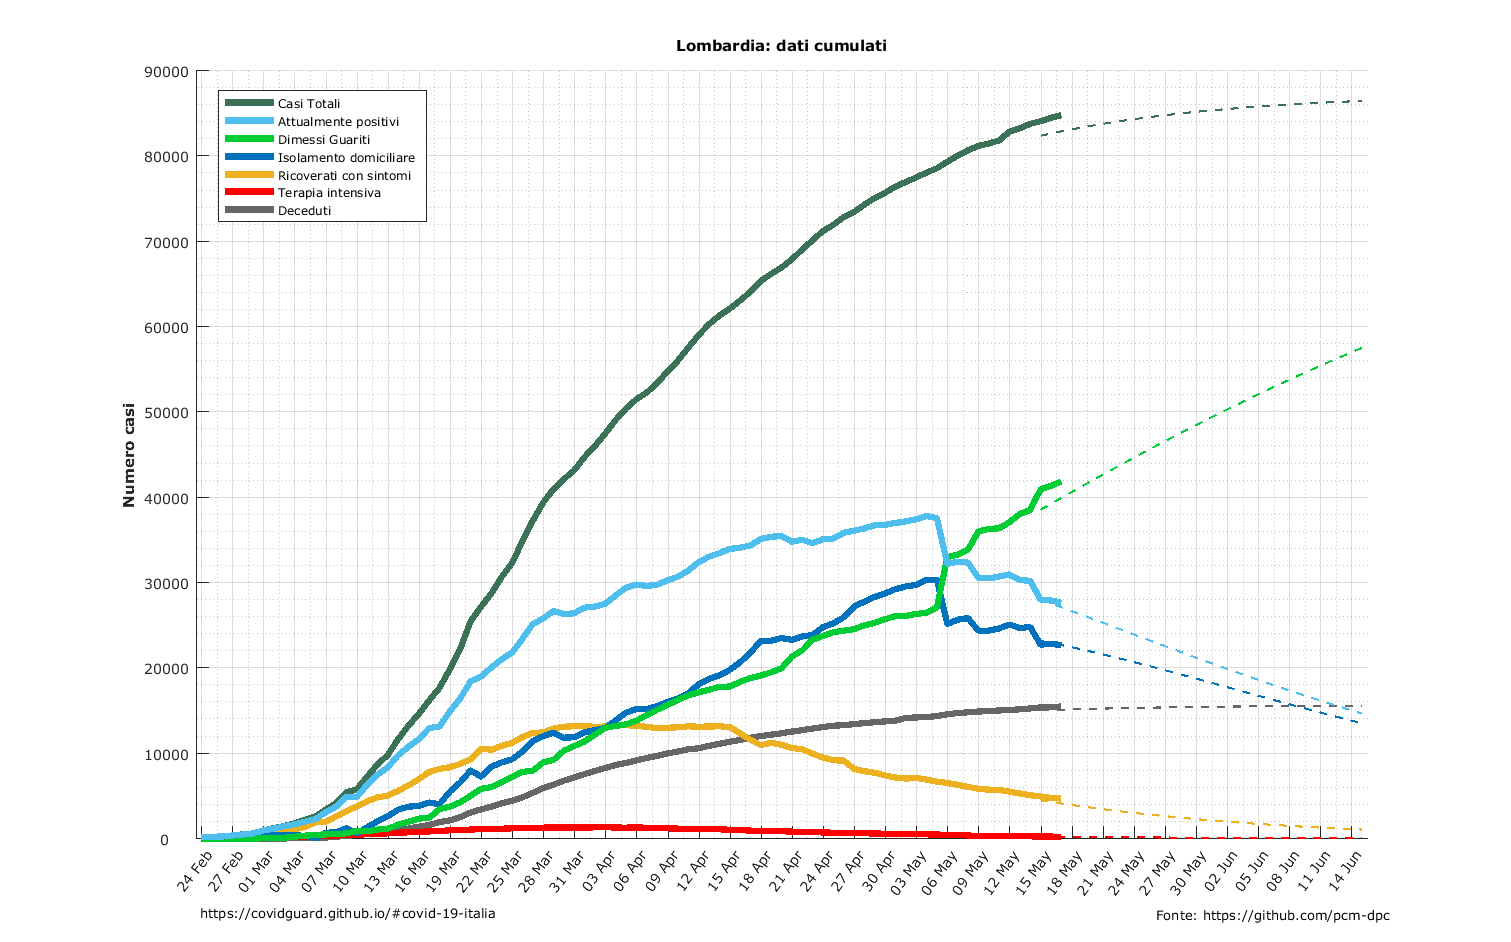 Lombardia: dati cumulati
Numero casi
90000
80000
70000
60000
50000
40000
30000
20000
10000
0
Casi Totali
Attualmente positivi
Dimessi Guariti
Isolamento domiciliare
Ricoverati con sintomi
Terapia intensiva
Deceduti
24 Feb
27 Feb
01 Mar
04 Mar
07 Mar
10 Mar
13 Mar
16 Mar
19 Mar
22 Mar
25 Mar
28 Mar
31 Mar
03 Apr
06 Apr
09 Apr
12 Apr
15 Apr
18 Apr
21 Apr
24 Apr
27 Apr
30 Apr
03 May
06 May
09 May
12 May
15 May
18 May
21 May
24 May
27 May
30 May
02 Jun
05 Jun
08 Jun
11 Jun
14 Jun
https://covidguard.github.io/#covid-19-italia
Fonte: https://github.com/pcm-dpc